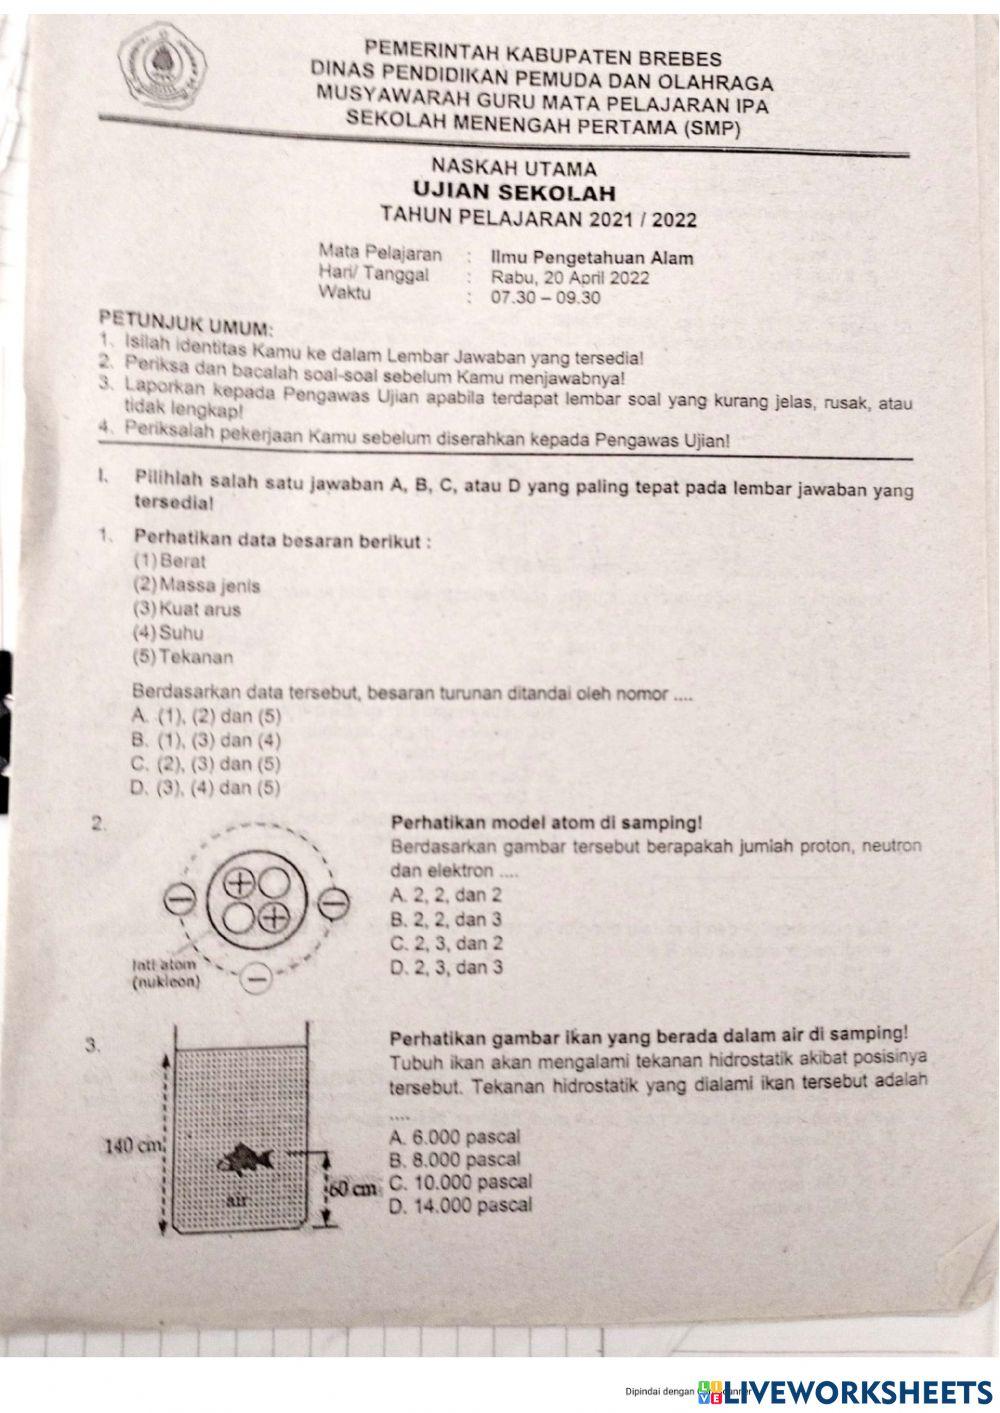 PEMERINTAH KABUPATEN BREBES
DINAS PENDIDIKAN PEMUDA DAN OLAHRAGA
MUSYAWARAH GURU MATA PELAJARAN IPA
SEKOLAH MENENGAH PERTAMA (SMP)
NASKAH UTAMA
UJIAN SEKOLAH
TAHUN PELAJARAN 2021 / 2022
Mata Pelajaran : Ilmu Pengetahuan Alam
Hari/ Tanggal : Rabu, 20 April 2022
Waktu : 07.30 – 09.30
PETUNJUK UMUM:
1. Isilah identitas Kamu ke dalam Lembar Jawaban yang tersedia!
2. Periksa dan bacalah soal-soal sebelum Kamu menjawabnya!
3. Laporkan kepada Pengawas Ujian apabila terdapat lembar soal yang kurang jelas, rusak, atau
tidak lengkap!
4. Periksalah pekerjaan Kamu sebelum diserahkan kepada Pengawas Ujian!
I. Pilihlah salah satu jawaban A, B, C, atau D yang paling tepat pada lembar jawaban yang
tersedia!
1. Perhatikan data besaran berikut :
(1) Berat
(2) Massa jenis
(3) Kuat arus
(4) Suhu
(5) Tekanan
Berdasarkan data tersebut, besaran turunan ditandai oleh nomor ....
A. (1), (2) dan (5)
B. (1), (3) dan (4)
C. (2), (3) dan (5)
D. (3), (4) dan (5)
2. Perhatikan model atom di samping!
Berdasarkan gambar tersebut berapakah jumlah proton, neutron
dan elektron ....
A. 2, 2, dan 2
B. 2, 2, dan 3
C. 2, 3, dan 2
D. 2, 3, dan 3
Inti atom
(nukleon)
3. Perhatikan gambar ikan yang berada dalam air di samping!
Tubuh ikan akan mengalami tekanan hidrostatik akibat posisinya
tersebut. Tekanan hidrostatik yang dialami ikan tersebut adalah
....
A. 6.000 pascal
B. 8.000 pascal
C. 10.000 pascal
D. 14.000 pascal
140 cm
air
60 cm
Dipindai dengan
LIVEWORKSHEETS